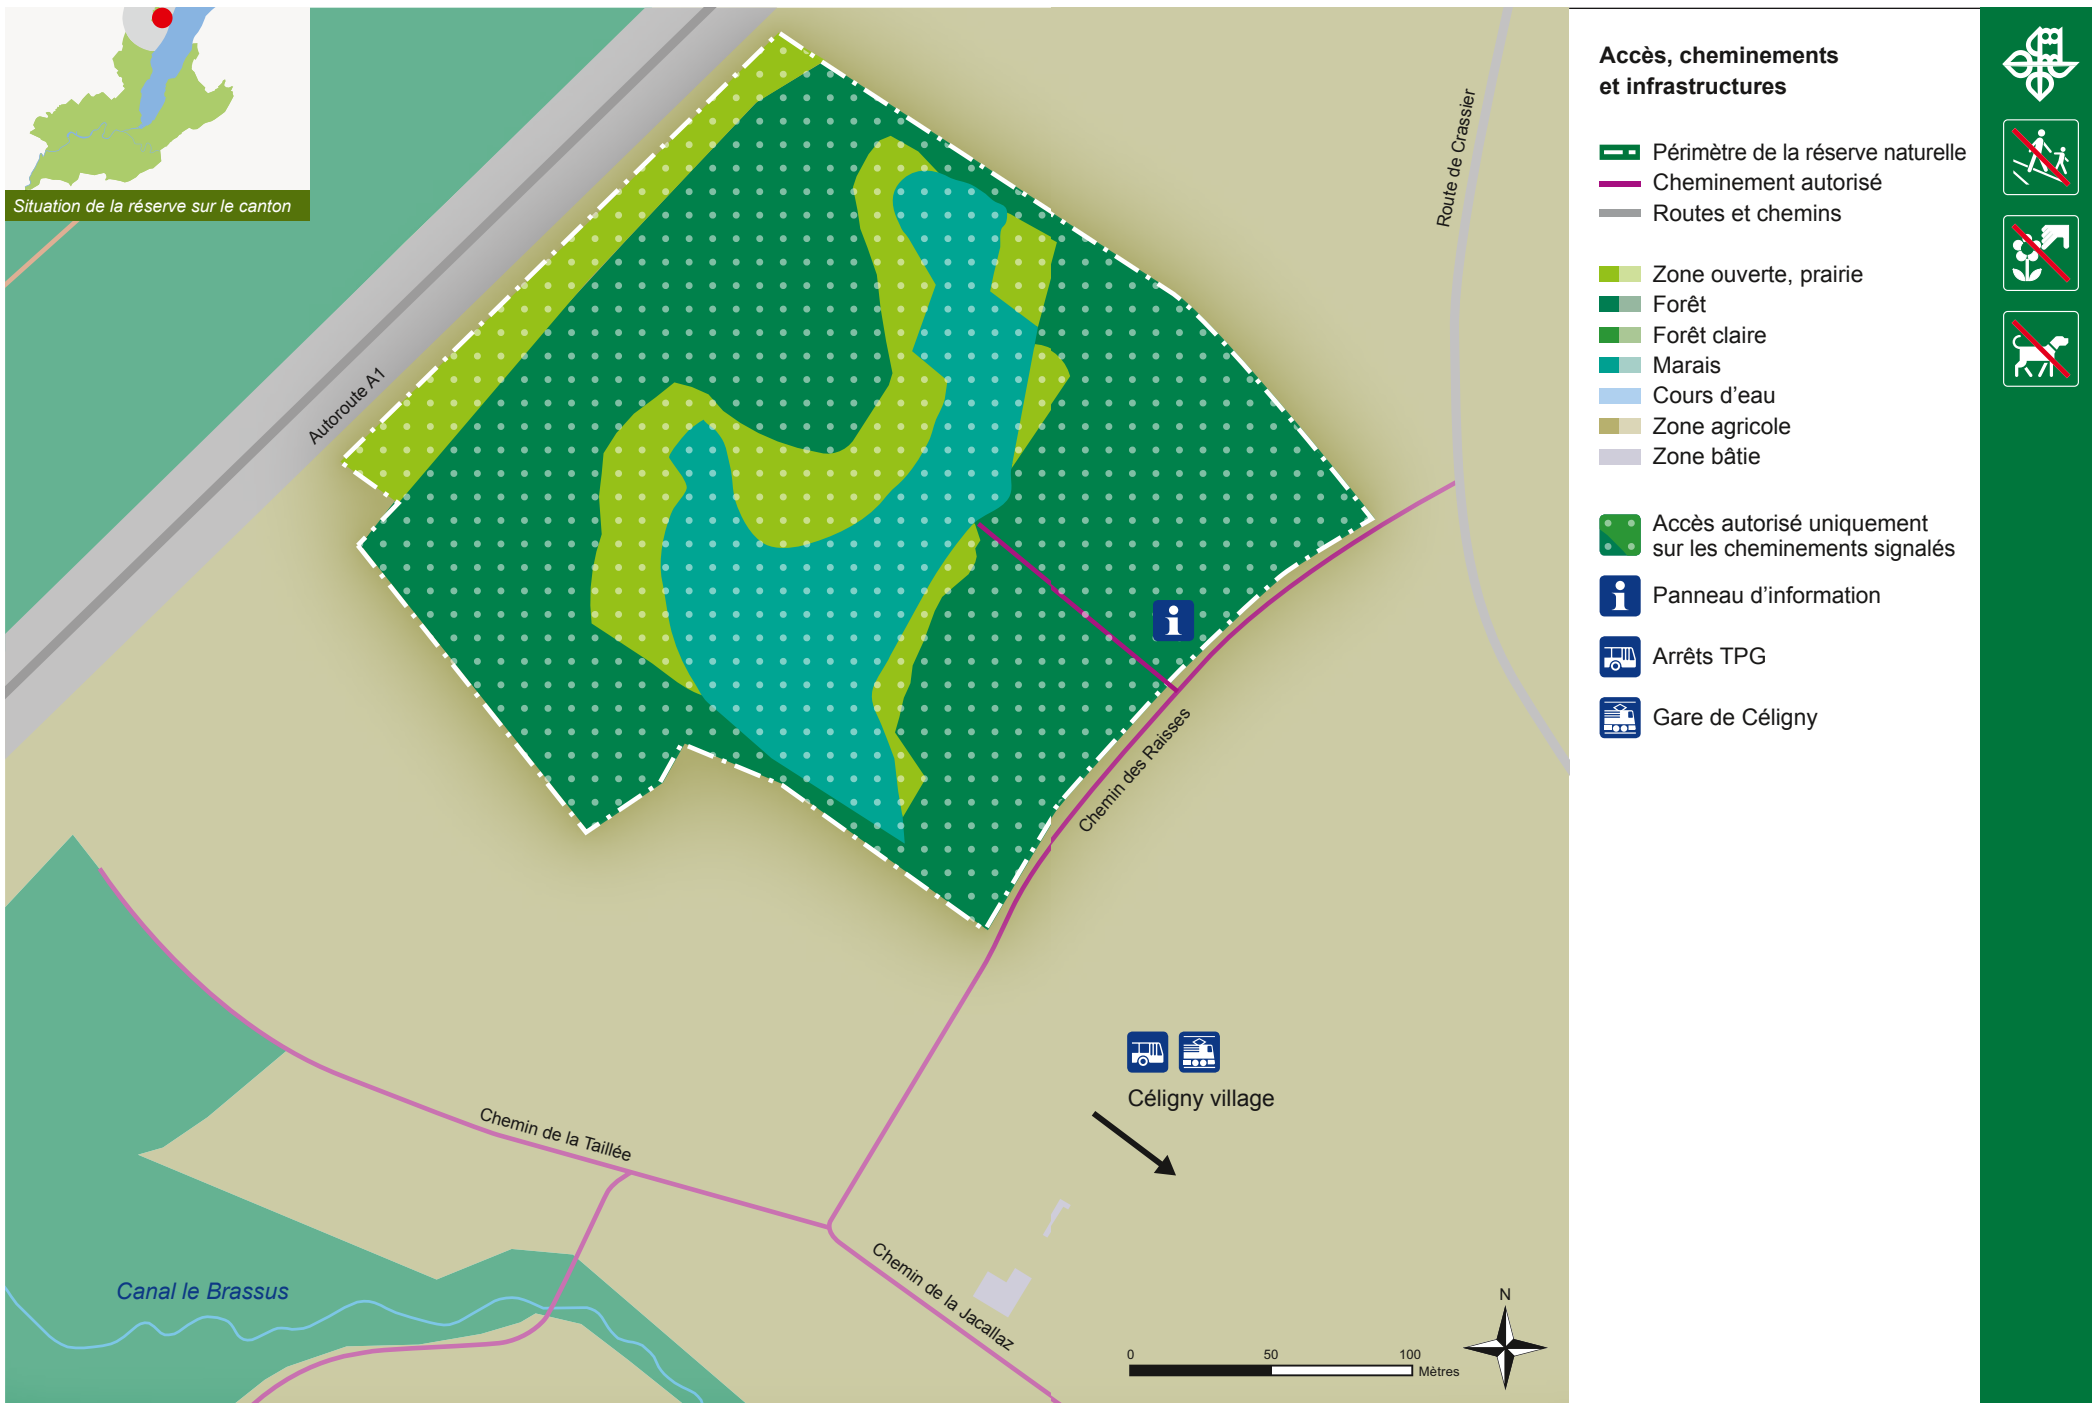 Situation de la réserve sur le canton
Autoroute A1
Route de Crassier
Chemin des Raisses
Chemin de la Taillée
Chemin de la Jacallaz
Canal le Brassus
Céligny village
0 50 100
Mètres
N
Accès, cheminements
et infrastructures
Périmètre de la réserve naturelle
Cheminement autorisé
Routes et chemins
Zone ouverte, prairie
Forêt
Forêt claire
Marais
Cours d’eau
Zone agricole
Zone bâtie
Accès autorisé uniquement
sur les cheminements signalés
Panneau d’information
Arrêts TPG
Gare de Céligny